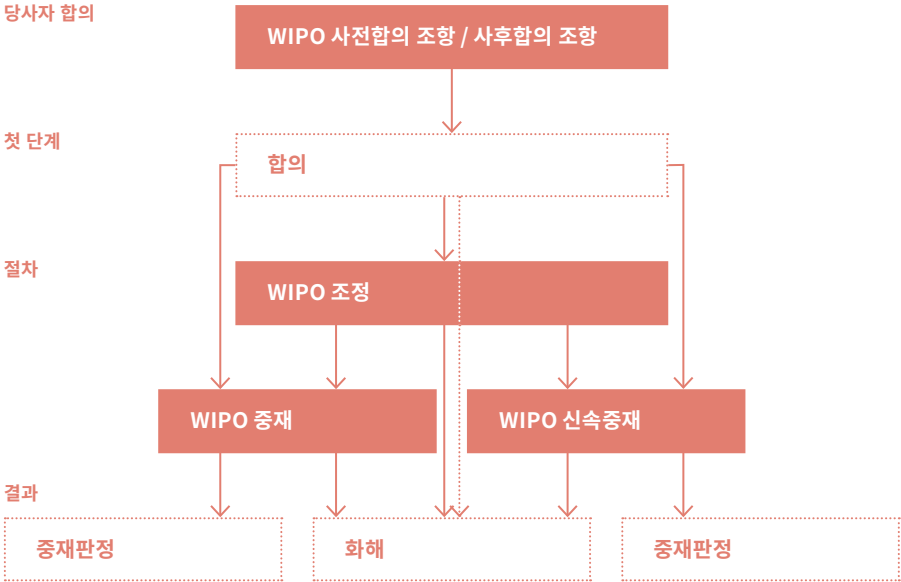 당사자 합의
WIPO 사전합의 조항 / 사후합의 조항
첫 단계
합의
절차
WIPO 조정
WIPO 중재
WIPO 신속중재
결과
중재판정
화해
중재판정